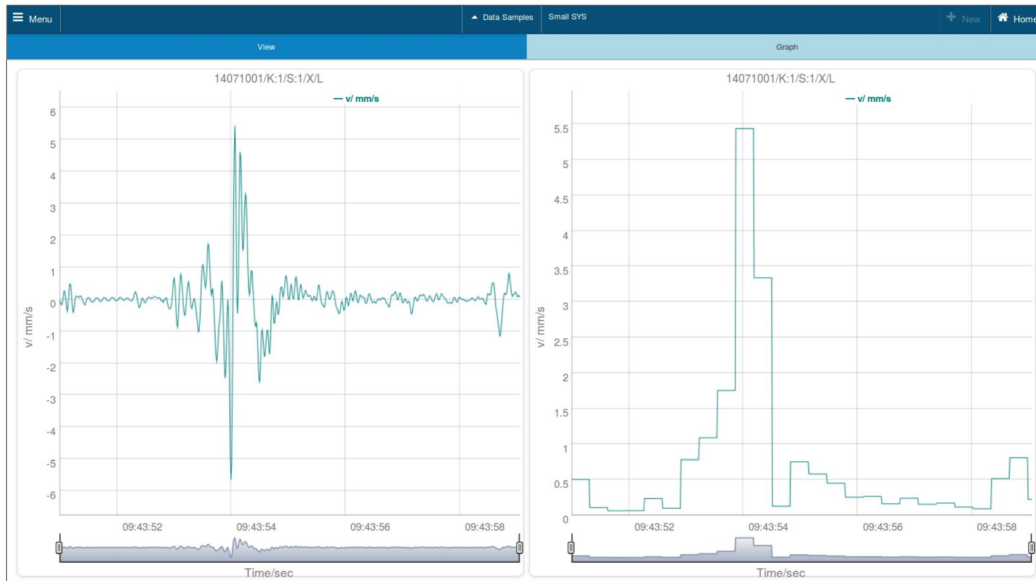 Menu
Data Samples
Small SYS
New
Home
View
Graph
14071001/K:1/S:1/X/L
v/ mm/s
6
5
4
3
2
1
0
-1
-2
-3
-4
-5
-6
v/ mm/s
09:43:52 09:43:54 09:43:56 09:43:58
Time/sec
14071001/K:1/S:1/X/L
v/ mm/s
5.5
5
4.5
4
3.5
3
2.5
2
1.5
1
0.5
0
v/ mm/s
09:43:52 09:43:54 09:43:56 09:43:58
Time/sec